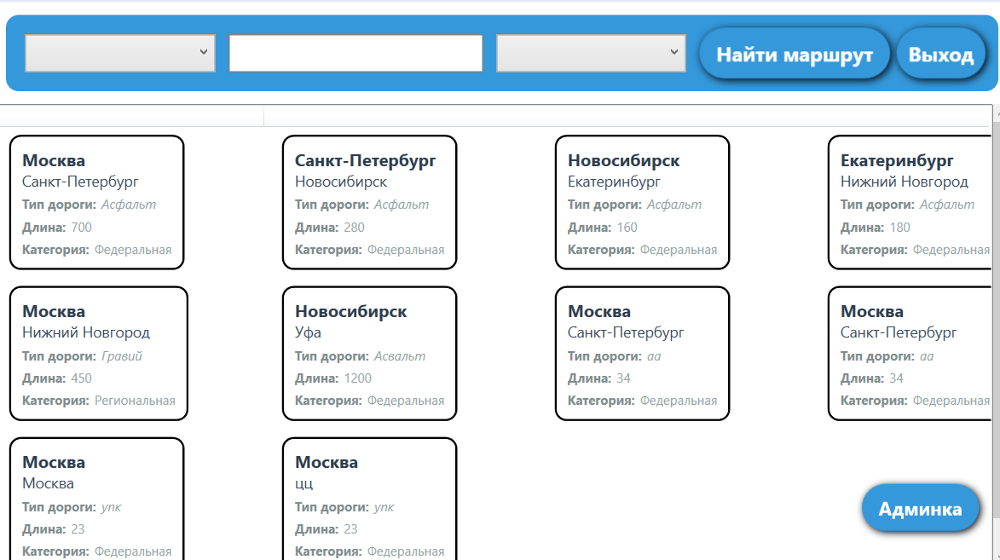 Найти маршрут
Выход
Москва
Санкт-Петербург
Тип дороги: Асфальт
Длина: 700
Категория: Федеральная
Санкт-Петербург
Новосибирск
Тип дороги: Асфальт
Длина: 280
Категория: Федеральная
Новосибирск
Екатеринбург
Тип дороги: Асфальт
Длина: 160
Категория: Федеральная
Екатеринбург
Нижний Новгород
Тип дороги: Асфальт
Длина: 180
Категория: Федеральная
Москва
Нижний Новгород
Тип дороги: Гравий
Длина: 450
Категория: Региональная
Новосибирск
Уфа
Тип дороги: Асвальт
Длина: 1200
Категория: Федеральная
Москва
Санкт-Петербург
Тип дороги: аа
Длина: 34
Категория: Федеральная
Москва
Санкт-Петербург
Тип дороги: аа
Длина: 34
Категория: Федеральная
Москва
Москва
Тип дороги: упк
Длина: 23
Категория: Федеральная
Москва
цц
Тип дороги: упк
Длина: 23
Категория: Федеральная
Админка